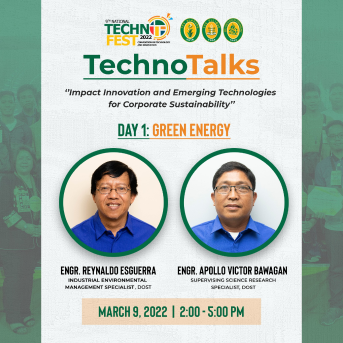 5TH NATIONAL
TECHNO
FEST
2022
TechnoTalks
"Impact Innovation and Emerging Technologies
for Corporate Sustainability"
DAY 1: GREEN ENERGY
ENGR. REYNALDO ESGUERRA
INDUSTRIAL ENVIRONMENTAL
MANAGEMENT SPECIALIST, DOST
ENGR. APOLLO VICTOR BAWAGAN
SUPERVISING SCIENCE RESEARCH
SPECIALIST, DOST
MARCH 9, 2022 | 2:00 - 5:00 PM